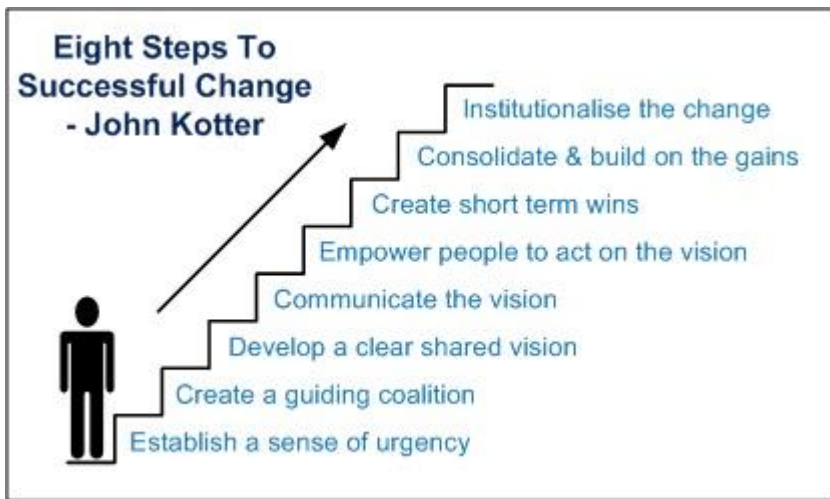 Eight Steps To
Successful Change
- John Kotter
Institutionalise the change
Consolidate & build on the gains
Create short term wins
Empower people to act on the vision
Communicate the vision
Develop a clear shared vision
Create a guiding coalition
Establish a sense of urgency